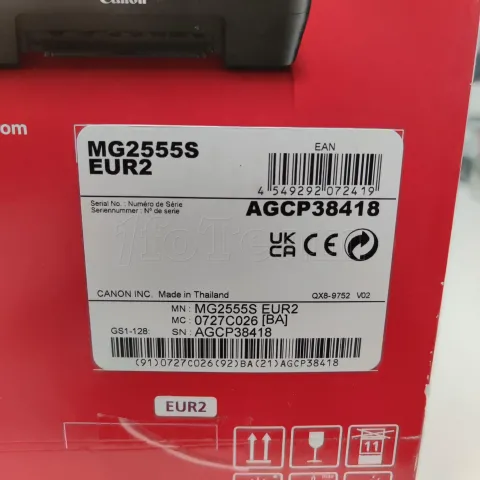 Canon
om
MG2555S
EUR2
EAN
4 549292 072419
Serial No. : Numéro de Série
Seriennummer : Nº de serie
AGCP38418
UK
CA CE
CANON INC. Made in Thailand
QX8-9752 V02
MN : MG2555S EUR2
MC : 0727C026 [BA]
GS1-128: SN : AGCP38418
(91)0727C026(92)BA(21)AGCP38418
EUR2
11